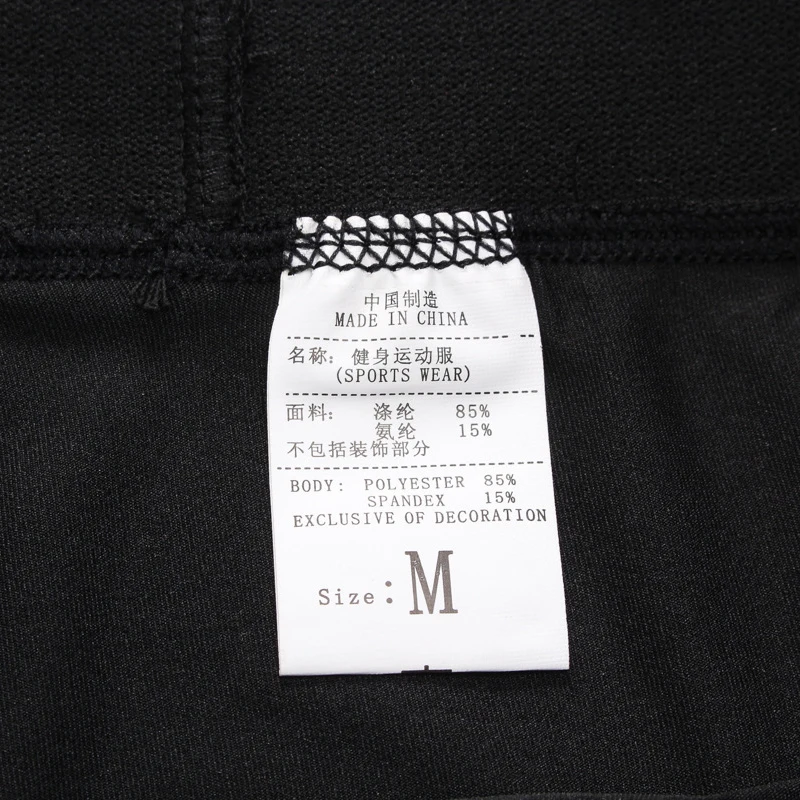 中国制造
MADE IN CHINA
名称：健身运动服
(SPORTS WEAR)
面料： 涤纶 85%
氨纶 15%
不包括装饰部分
BODY: POLYESTER 85%
SPANDEX 15%
EXCLUSIVE OF DECORATION
Size: M